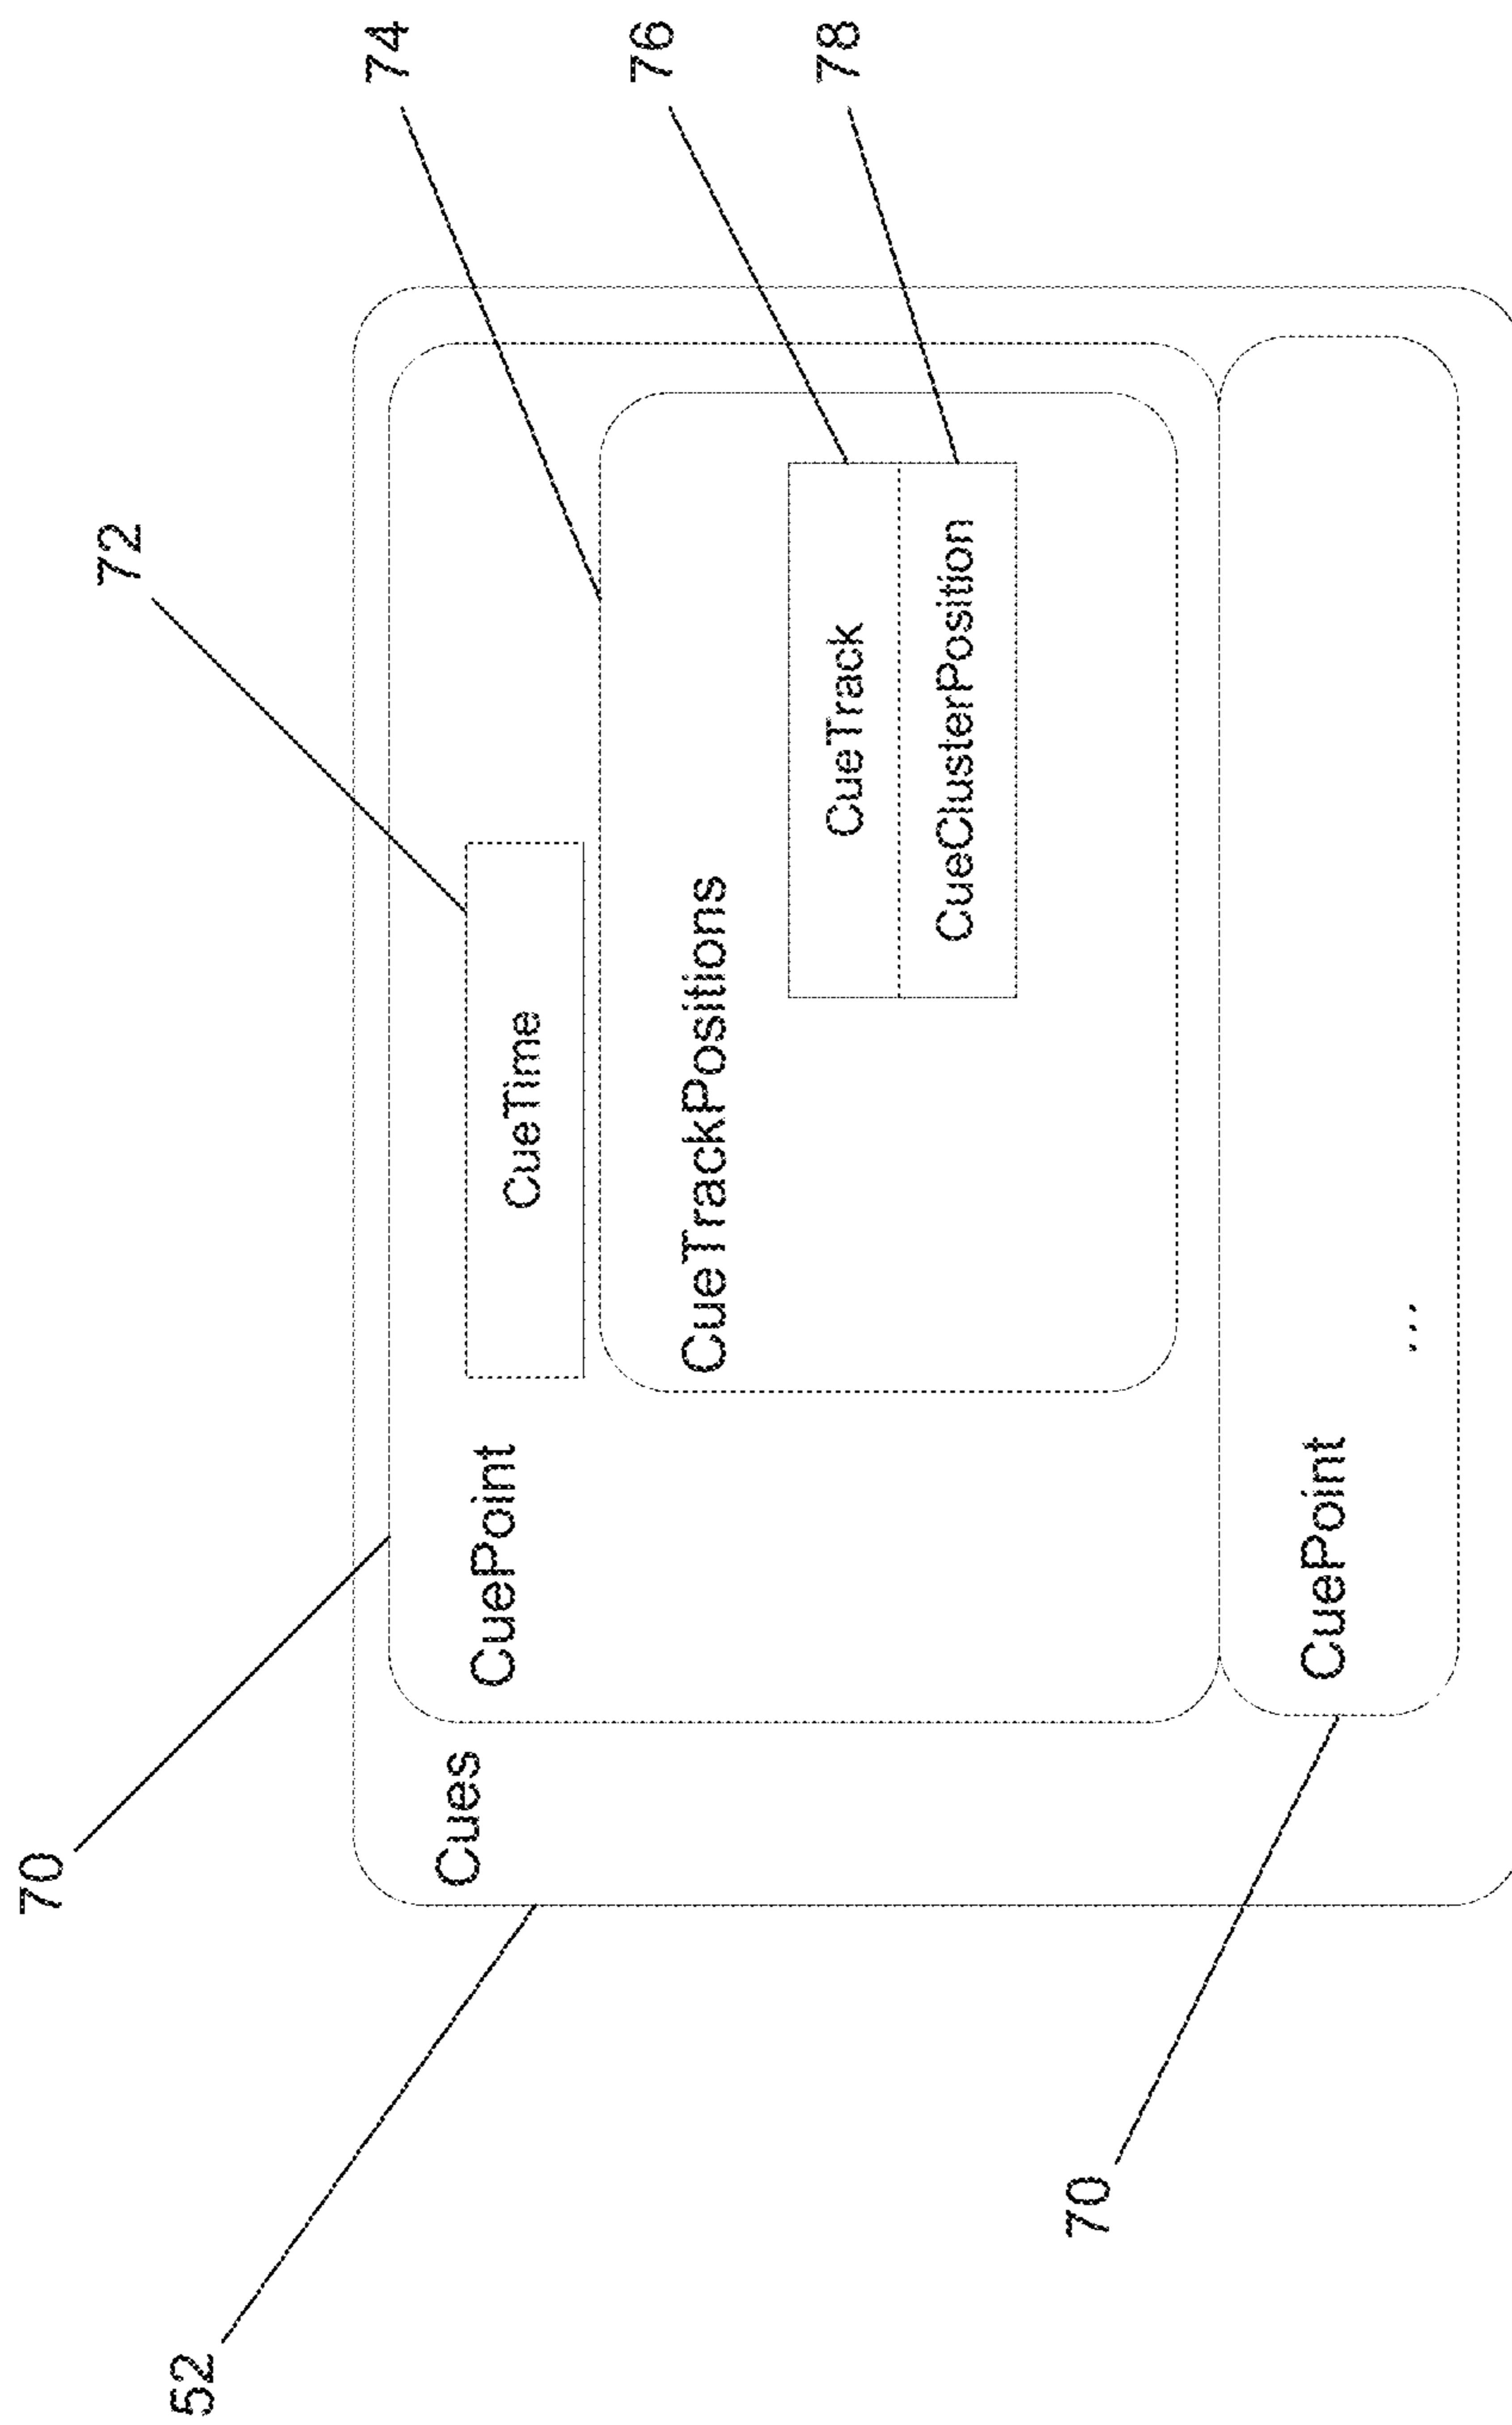 70
72
74
76
78
52
Cues
CuePoint
CueTime
CueTrackPositions
CueTrack
CueClusterPosition
70
CuePoint
...